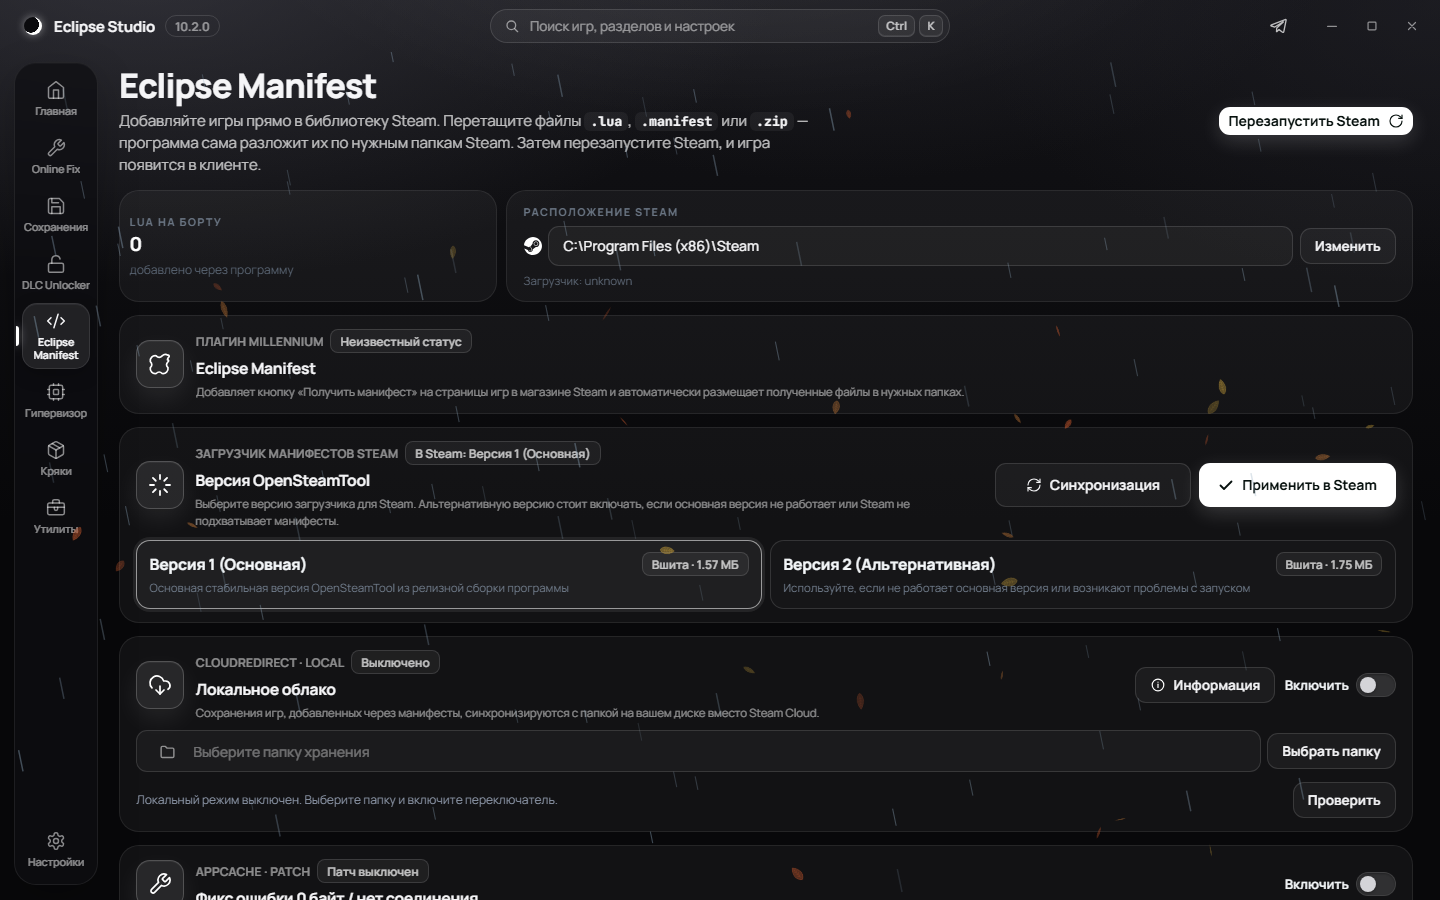 Eclipse Studio 10.2.0
Поиск игр, разделов и настроек Ctrl K
Главная
Online Fix
Сохранения
DLC Unlocker
Eclipse
Manifest
Гипервизор
Кряки
Утилиты
Настройки
Eclipse Manifest
Добавляйте игры прямо в библиотеку Steam. Перетащите файлы .lua, .manifest или .zip —
программа сама разложит их по нужным папкам Steam. Затем перезапустите Steam, и игра
появится в клиенте.
Перезапустить Steam
LUA НА БОРТУ
0
добавлено через программу
РАСПОЛОЖЕНИЕ STEAM
C:\Program Files (x86)\Steam
Изменить
Загрузчик: unknown
ПЛАГИН MILLENNIUM Неизвестный статус
Eclipse Manifest
Добавляет кнопку «Получить манифест» на страницы игр в магазине Steam и автоматически размещает полученные файлы в нужных папках.
ЗАГРУЗЧИК МАНИФЕСТОВ STEAM В Steam: Версия 1 (Основная)
Версия OpenSteamTool
Выберите версию загрузчика для Steam. Альтернативную версию стоит включать, если основная версия не работает или Steam не
подхватывает манифесты.
Синхронизация
Применить в Steam
Версия 1 (Основная) Вшита · 1.57 МБ
Основная стабильная версия OpenSteamTool из релизной сборки программы
Версия 2 (Альтернативная) Вшита · 1.75 МБ
Используйте, если не работает основная версия или возникают проблемы с запуском
CLOUDREDIRECT · LOCAL Выключено
Локальное облако
Сохранения игр, добавленных через манифесты, синхронизируются с папкой на вашем диске вместо Steam Cloud.
Информация
Включить
Выберите папку хранения
Выбрать папку
Локальный режим выключен. Выберите папку и включите переключатель.
Проверить
APPCACHE · PATCH Патч выключен
Фикс ошибки 0 байт / нет соединения
Включить